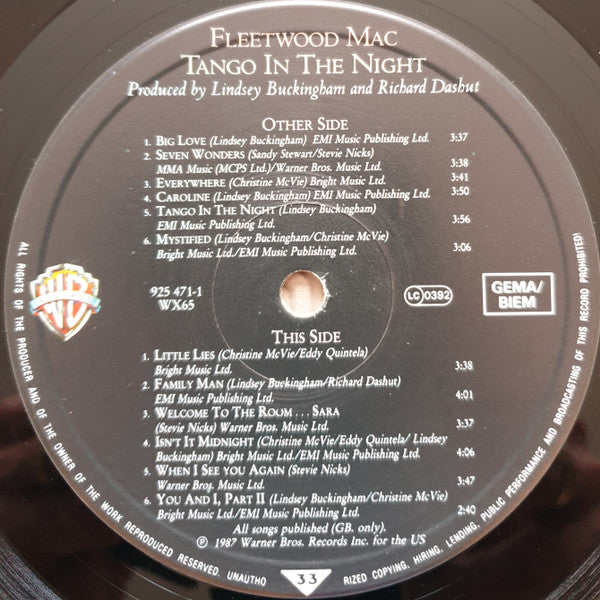 FLEETWOOD MAC
TANGO IN THE NIGHT
Produced by Lindsey Buckingham and Richard Dashut
OTHER SIDE
1. BIG LOVE (Lindsey Buckingham) EMI Music Publishing Ltd. 3:37
2. SEVEN WONDERS (Sandy Stewart/Stevie Nicks)
MMA Music (MCPS Ltd.)/Warner Bros. Music Ltd. 3:38
3. EVERYWHERE (Christine McVie) Bright Music Ltd. 3:41
4. CAROLINE (Lindsey Buckingham) EMI Music Publishing Ltd. 3:50
5. TANGO IN THE NIGHT (Lindsey Buckingham)
EMI Music Publishing Ltd. 3:56
6. MYSTIFIED (Lindsey Buckingham/Christine McVie)
Bright Music Ltd./EMI Music Publishing Ltd. 3:06
WB
925 471-1
WX65
LC 0392
GEMA/
BIEM
THIS SIDE
1. LITTLE LIES (Christine McVie/Eddy Quintela)
Bright Music Ltd. 3:38
2. FAMILY MAN (Lindsey Buckingham/Richard Dashut)
EMI Music Publishing Ltd. 4:01
3. WELCOME TO THE ROOM... SARA
(Stevie Nicks) Warner Bros. Music Ltd. 3:37
4. ISN'T IT MIDNIGHT (Christine McVie/Eddy Quintela/ Lindsey
Buckingham) Bright Music Ltd./EMI Music Publishing Ltd. 4:06
5. WHEN I SEE YOU AGAIN (Stevie Nicks)
Warner Bros. Music Ltd. 3:47
6. YOU AND I, PART II (Lindsey Buckingham/Christine McVie)
Bright Music Ltd./EMI Music Publishing Ltd. 2:40
All songs published (GB. only).
℗ 1987 Warner Bros. Records Inc. for the US
33
ALL RIGHTS OF THE PRODUCER AND OF THE OWNER OF THE WORK REPRODUCED RESERVED. UNAUTHO RIZED COPYING, HIRING, LENDING, PUBLIC PERFORMANCE AND BROADCASTING OF THIS RECORD PROHIBITED!